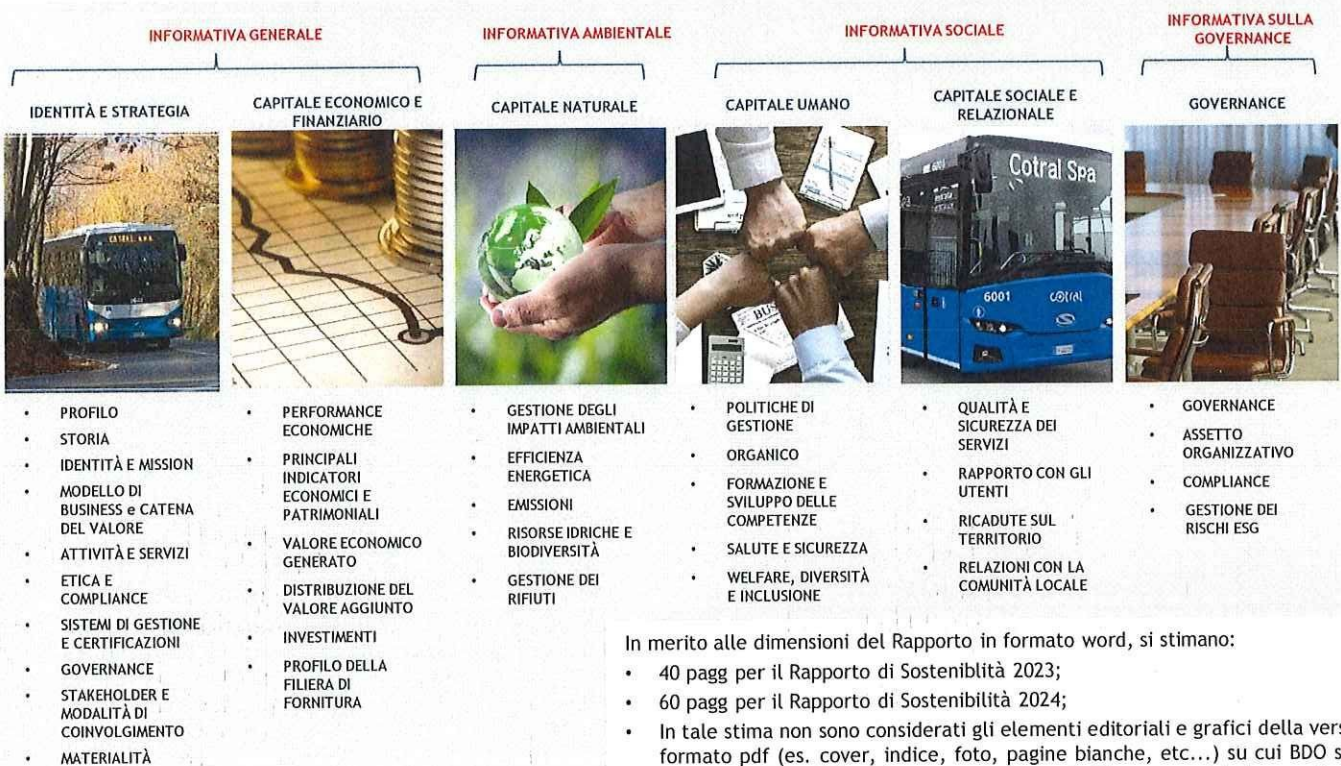 INFORMATIVA GENERALE
INFORMATIVA AMBIENTALE
INFORMATIVA SOCIALE
INFORMATIVA SULLA
GOVERNANCE
IDENTITÀ E STRATEGIA
CAPITALE ECONOMICO E
FINANZIARIO
CAPITALE NATURALE
CAPITALE UMANO
CAPITALE SOCIALE E
RELAZIONALE
GOVERNANCE
COTRAL S.P.A.
Cotral Spa
6001
cotral
• PROFILO
• STORIA
• IDENTITÀ E MISSION
• MODELLO DI
BUSINESS e CATENA
DEL VALORE
• ATTIVITÀ E SERVIZI
• ETICA E
COMPLIANCE
• SISTEMI DI GESTIONE
E CERTIFICAZIONI
• GOVERNANCE
• STAKEHOLDER E
MODALITÀ DI
COINVOLGIMENTO
• MATERIALITÀ
• PERFORMANCE
ECONOMICHE
• PRINCIPALI
INDICATORI
ECONOMICI E
PATRIMONIALI
• VALORE ECONOMICO
GENERATO
• DISTRIBUZIONE DEL
VALORE AGGIUNTO
• INVESTIMENTI
• PROFILO DELLA
FILIERA DI
FORNITURA
• GESTIONE DEGLI
IMPATTI AMBIENTALI
• EFFICIENZA
ENERGETICA
• EMISSIONI
• RISORSE IDRICHE E
BIODIVERSITÀ
• GESTIONE DEI
RIFIUTI
• POLITICHE DI
GESTIONE
• ORGANICO
• FORMAZIONE E
SVILUPPO DELLE
COMPETENZE
• SALUTE E SICUREZZA
• WELFARE, DIVERSITÀ
E INCLUSIONE
• QUALITÀ E
SICUREZZA DEI
SERVIZI
• RAPPORTO CON GLI
UTENTI
• RICADUTE SUL
TERRITORIO
• RELAZIONI CON LA
COMUNITÀ LOCALE
• GOVERNANCE
• ASSETTO
ORGANIZZATIVO
• COMPLIANCE
• GESTIONE DEI
RISCHI ESG
In merito alle dimensioni del Rapporto in formato word, si stimano:
• 40 pagg per il Rapporto di Sosteniblità 2023;
• 60 pagg per il Rapporto di Sostenibilità 2024;
• In tale stima non sono considerati gli elementi editoriali e grafici della
formato pdf (es. cover, indice, foto, pagine bianche, etc...) su cui BDO